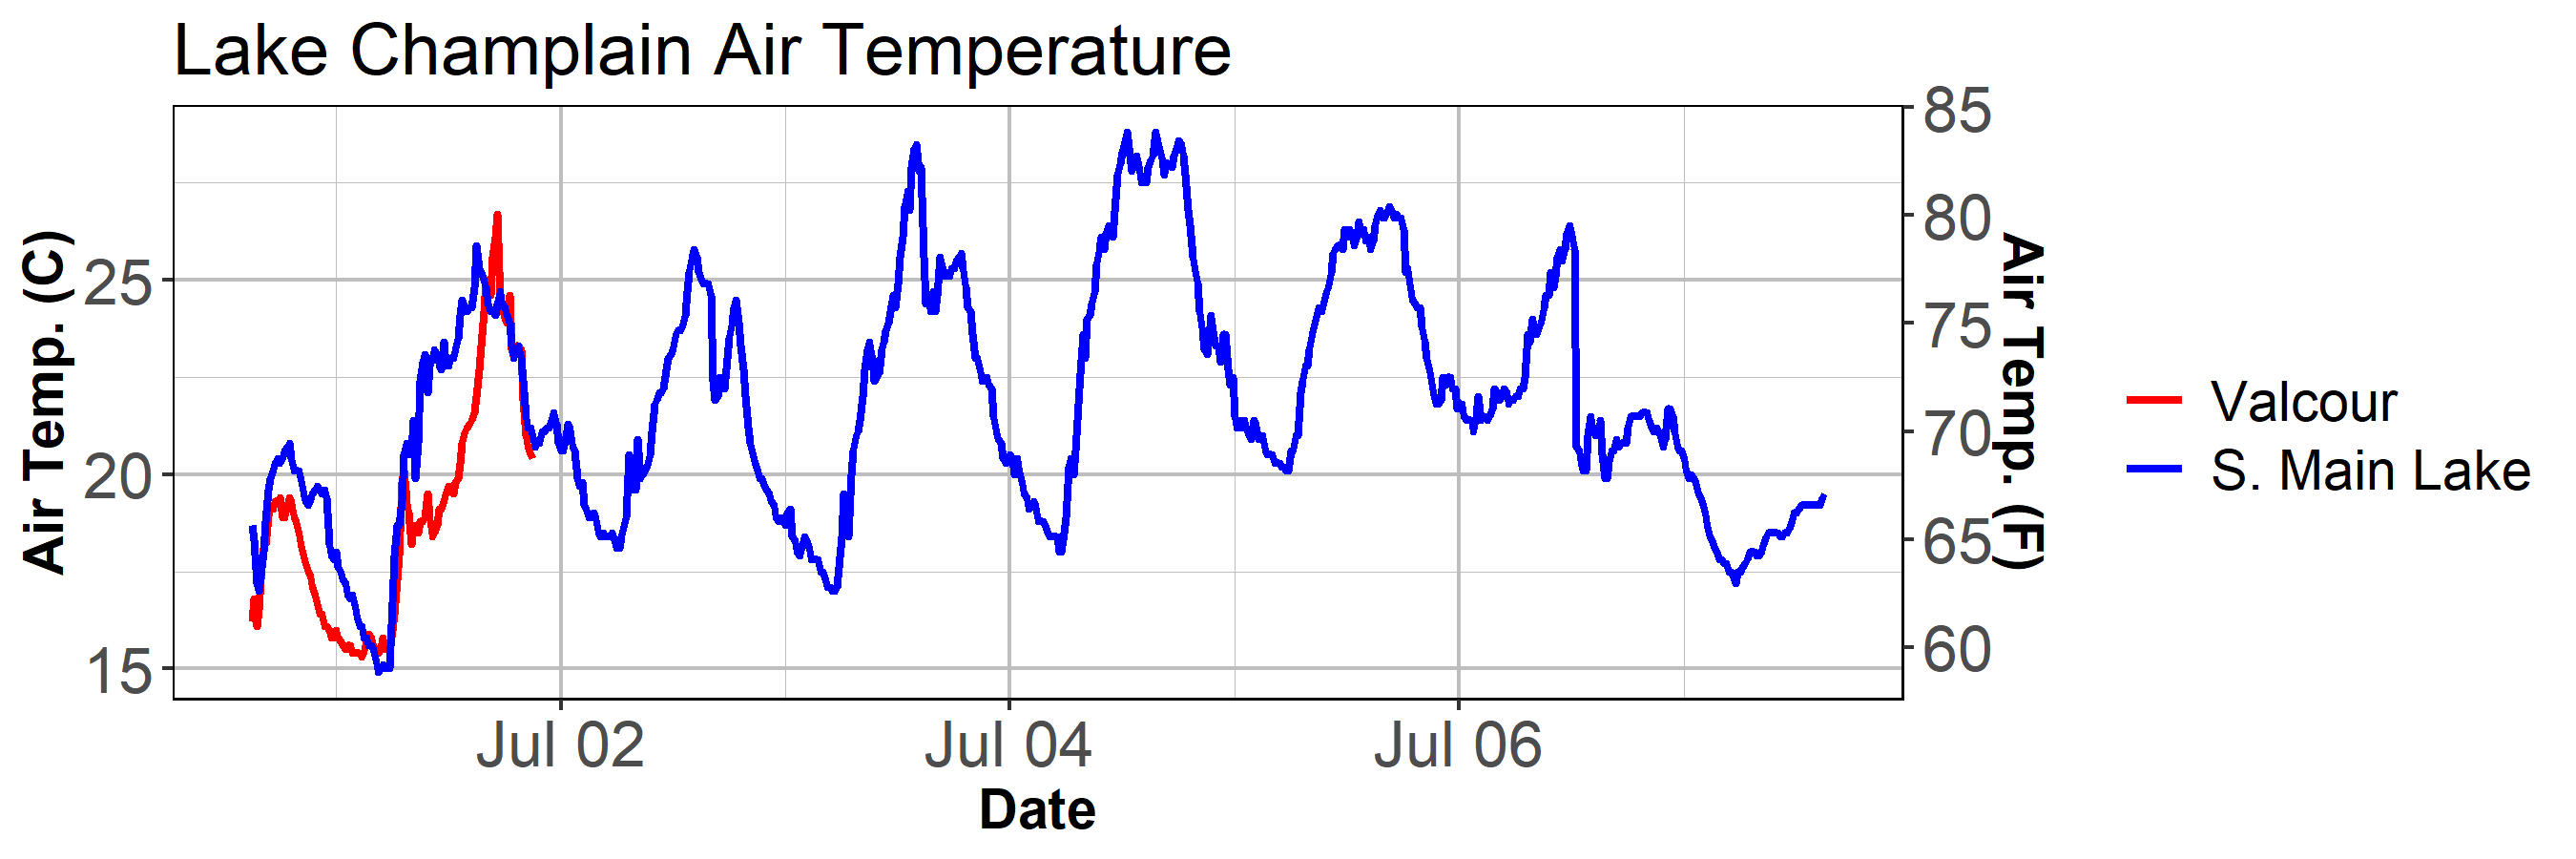 Lake Champlain Air Temperature
Air Temp. (C)
25
20
15
85
80
75
70
65
60
Air Temp. (F)
Jul 02
Jul 04
Jul 06
Date
Valcour
S. Main Lake